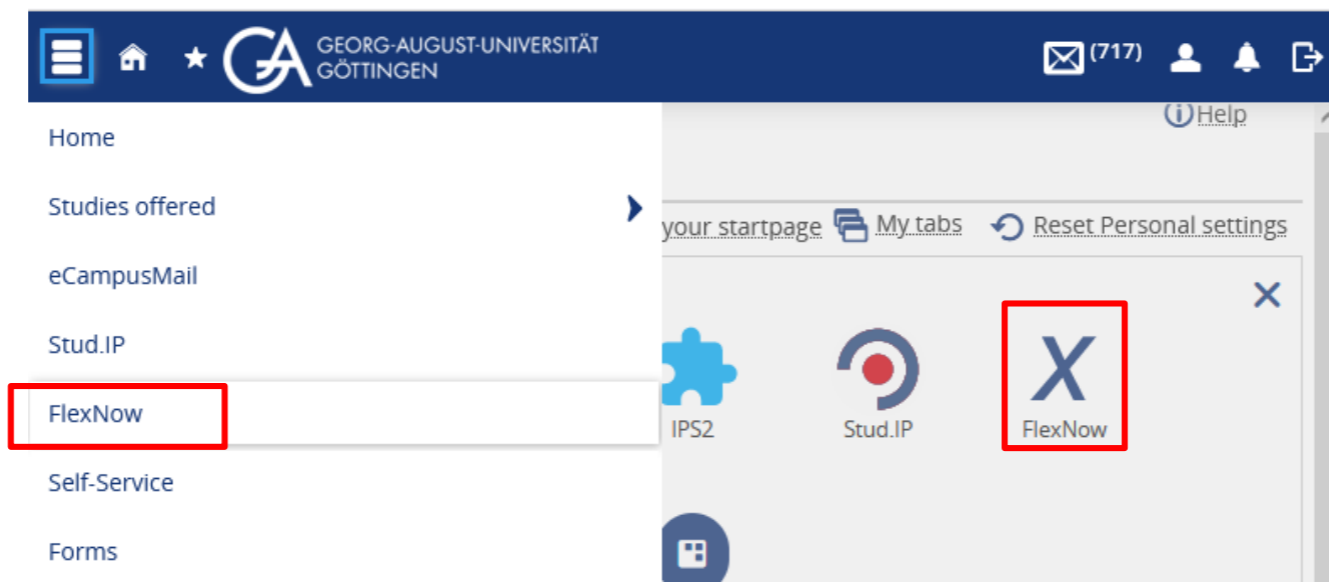 GEORG-AUGUST-UNIVERSITÄT
GÖTTINGEN
(717)
Home
Studies offered
eCampusMail
Stud.IP
FlexNow
Self-Service
Forms
Help
your startpage My tabs Reset Personal settings
IPS2 Stud.IP FlexNow